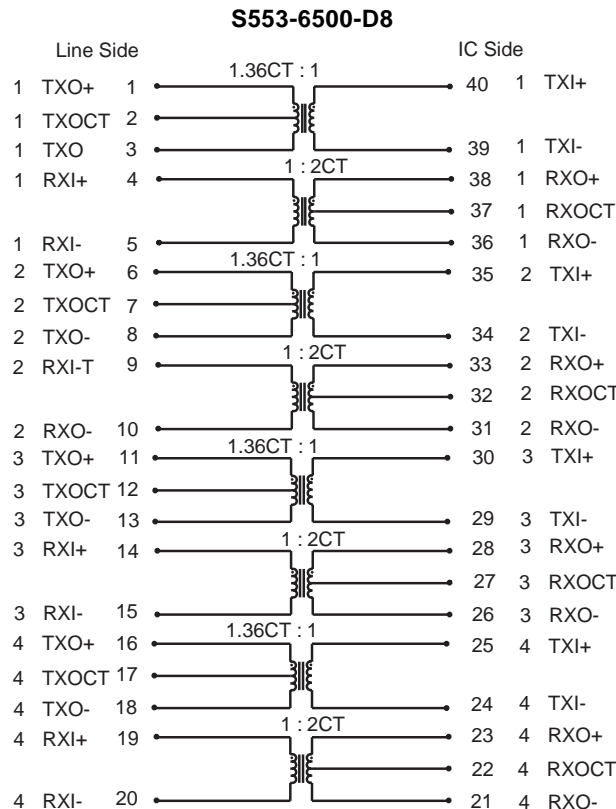 S553-6500-D8
Line Side IC Side
1.36CT : 1
1 TXO+ 1 40 1 TXI+
1 TXOCT 2
1 TXO 3 39 1 TXI-
1 : 2CT
1 RXI+ 4 38 1 RXO+
37 1 RXOCT
1 RXI- 5 36 1 RXO-
1.36CT : 1
2 TXO+ 6 35 2 TXI+
2 TXOCT 7
2 TXO- 8 34 2 TXI-
1 : 2CT
2 RXI-T 9 33 2 RXO+
32 2 RXOCT
2 RXO- 10 31 2 RXO-
1.36CT : 1
3 TXO+ 11 30 3 TXI+
3 TXOCT 12
3 TXO- 13 29 3 TXI-
1 : 2CT
3 RXI+ 14 28 3 RXO+
27 3 RXOCT
3 RXI- 15 26 3 RXO-
1.36CT : 1
4 TXO+ 16 25 4 TXI+
4 TXOCT 17
4 TXO- 18 24 4 TXI-
1 : 2CT
4 RXI+ 19 23 4 RXO+
22 4 RXOCT
4 RXI- 20 21 4 RXO-